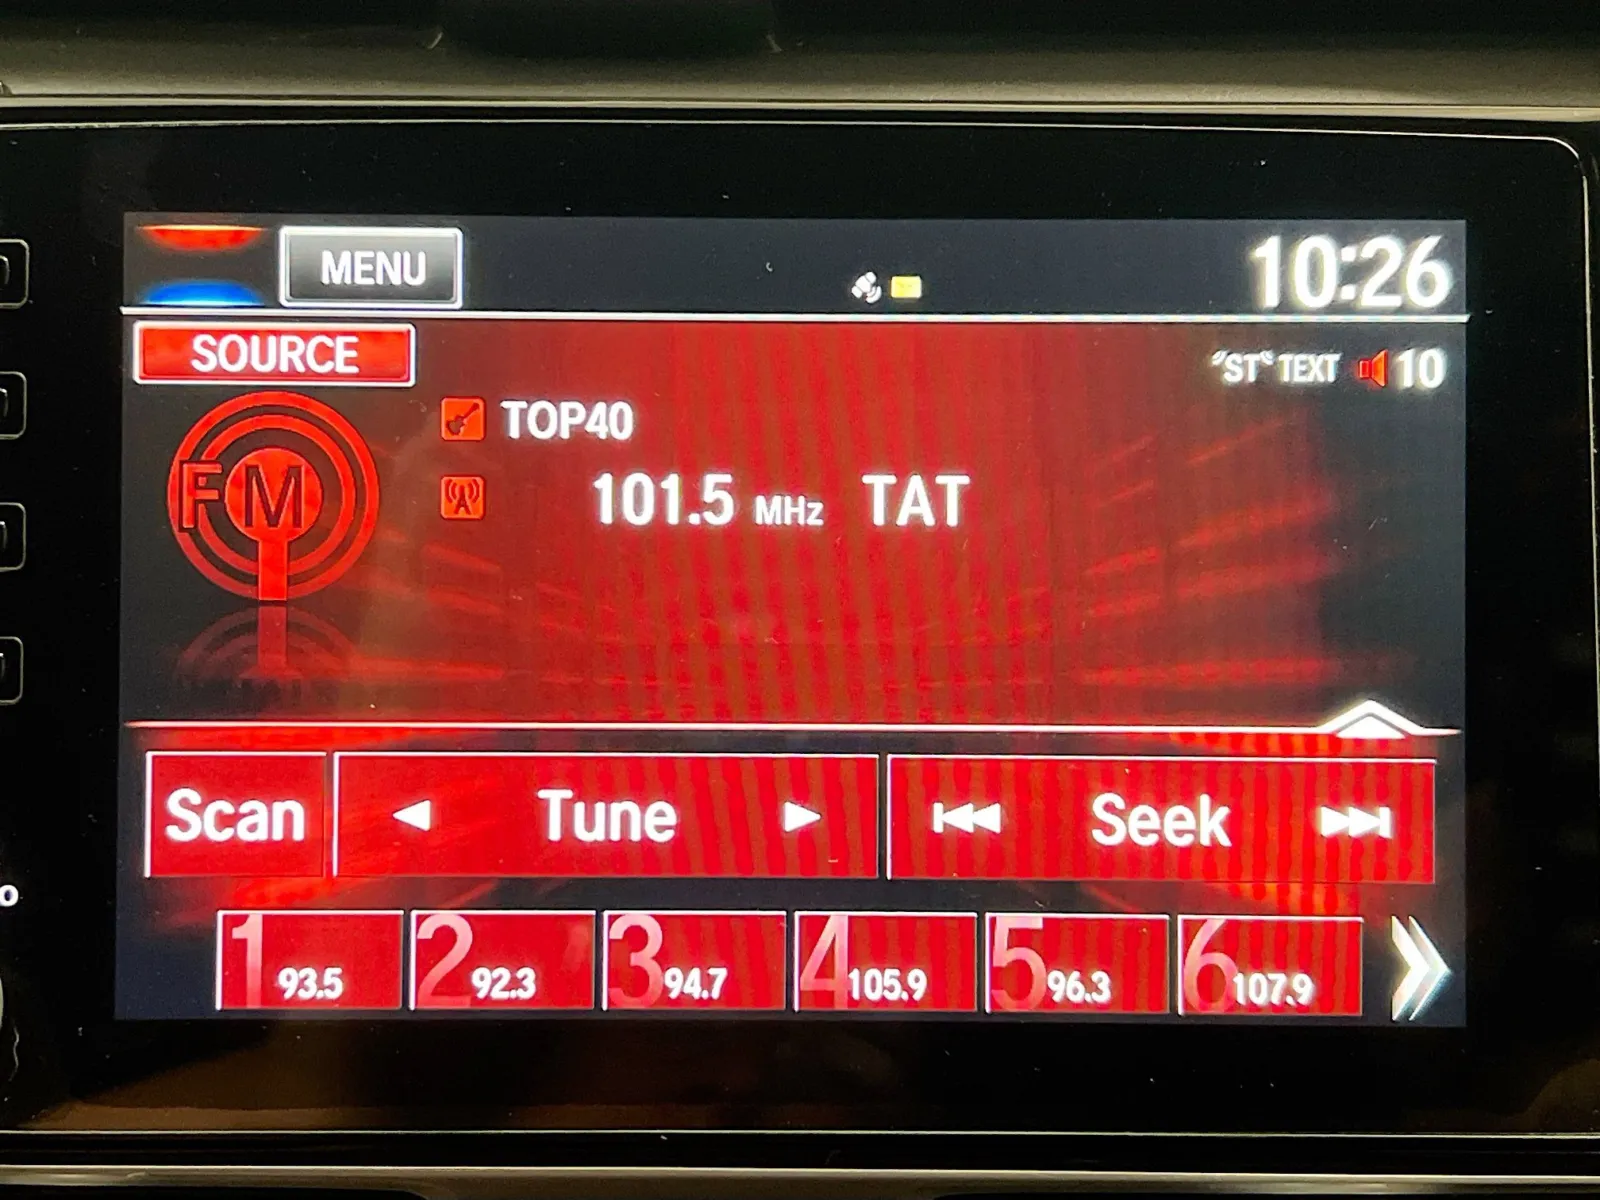 MENU
10:26
SOURCE
"ST" TEXT 10
FM
TOP40
101.5 MHz TAT
Scan
Tune
Seek
1 93.5
2 92.3
3 94.7
4 105.9
5 96.3
6 107.9